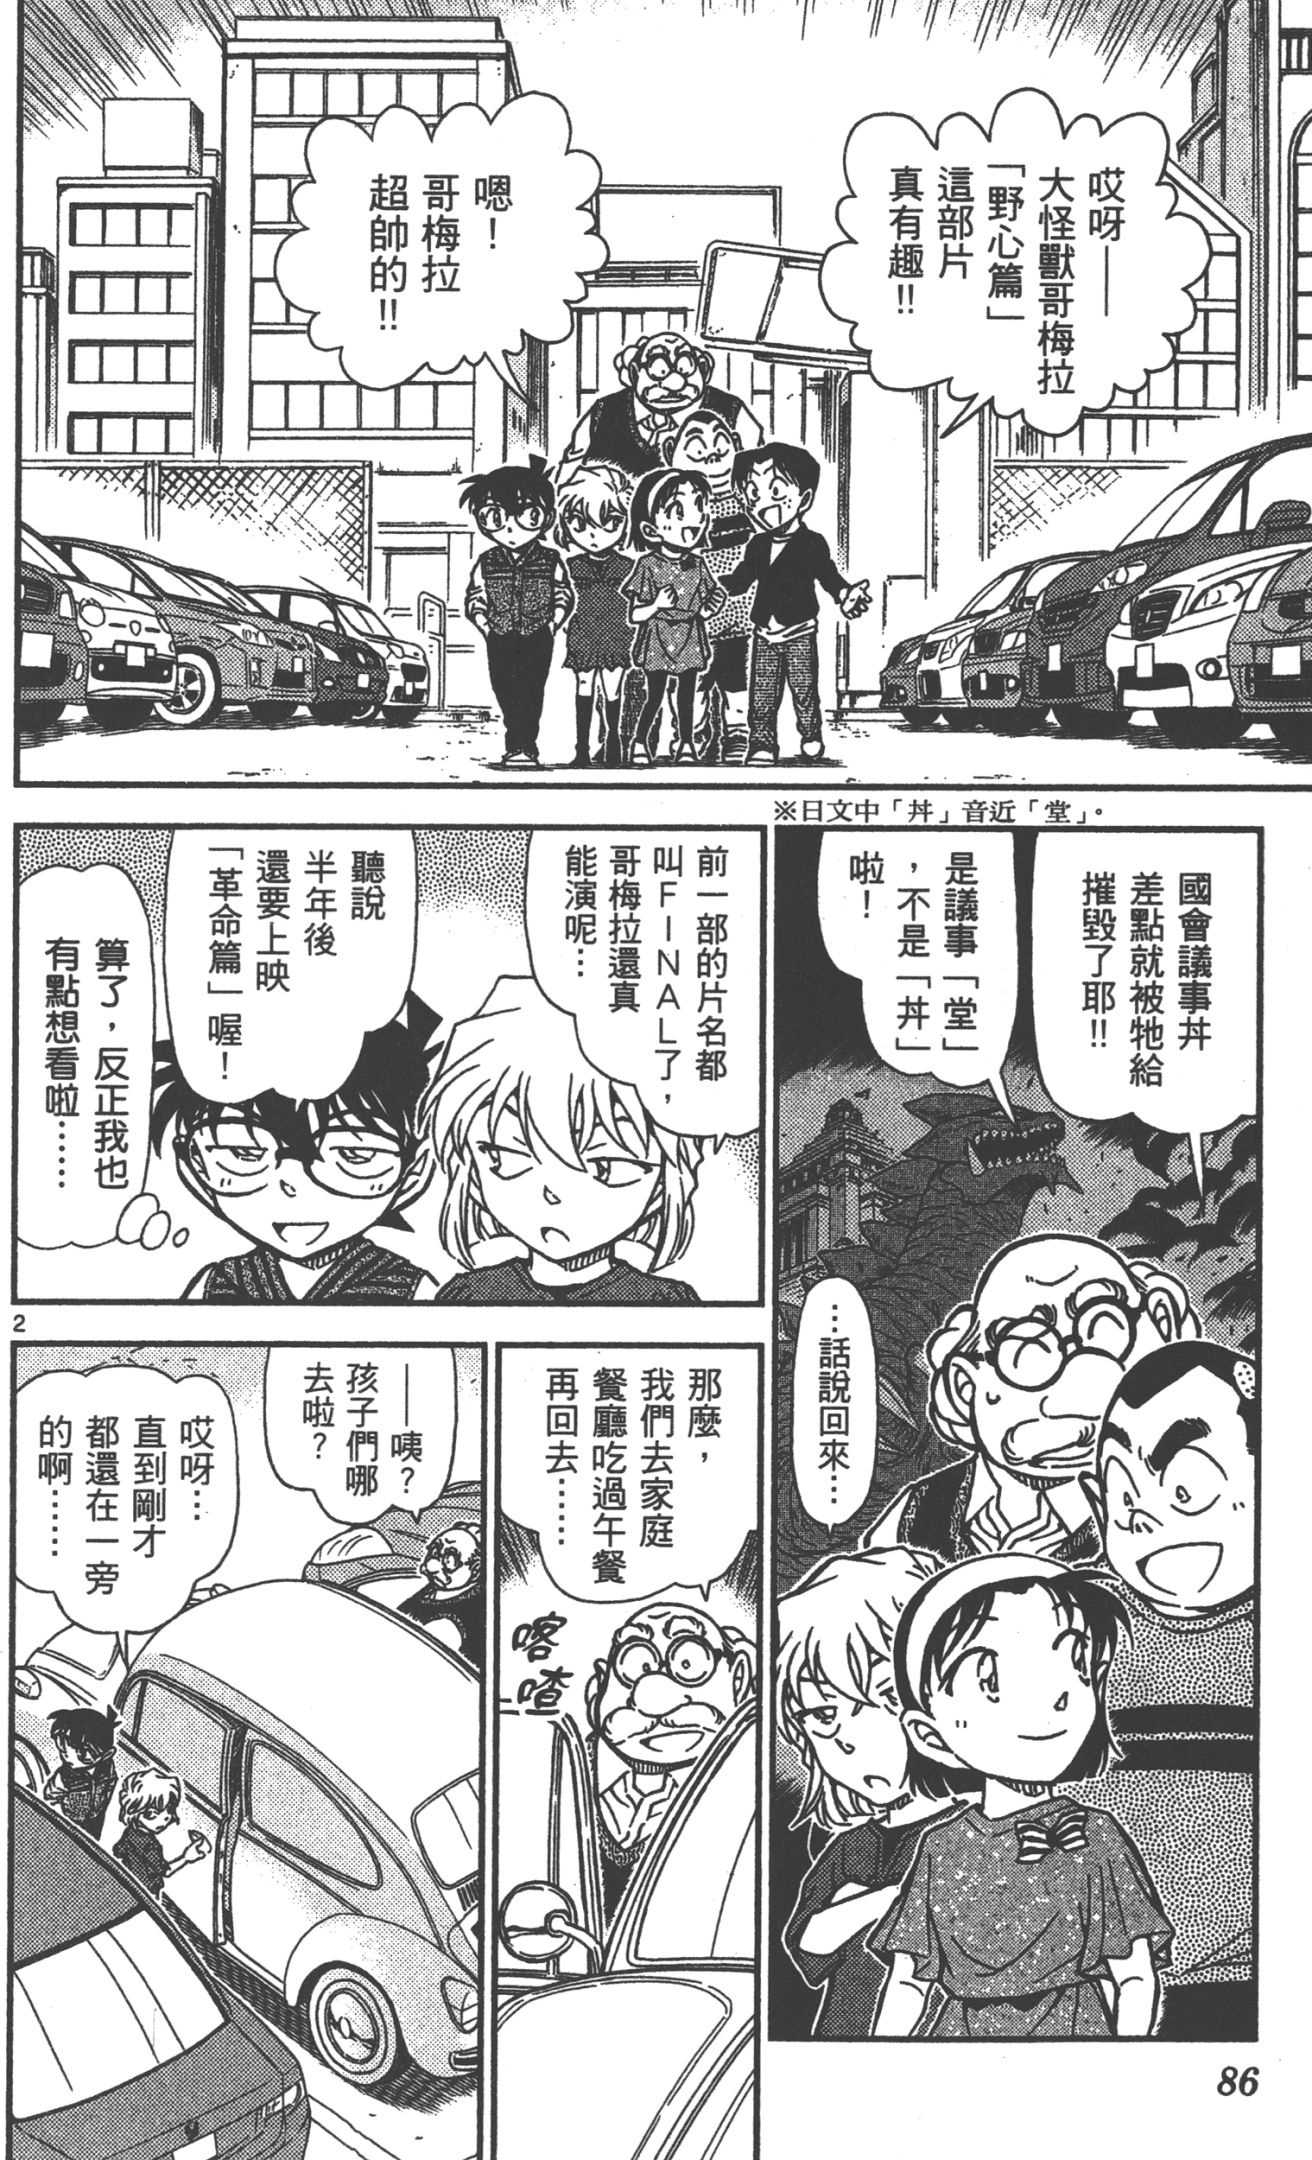 哎呀——
大怪獸哥梅拉
「野心篇」
這部片
真有趣!!
嗯！
哥梅拉
超帥的!!
※日文中「丼」音近「堂」。
國會議事丼
差點就被牠給
摧毀了耶!!
是議事「堂」
，不是「丼」
啦！
…話說回來…
前一部的片名都
叫FINAL了，
哥梅拉還真
能演呢…
聽說
半年後
還要上映
「革命篇」喔！
算了，反正我也
有點想看啦……
2
那麼，
我們去家庭
餐廳吃過午餐
再回去……
喀
喳
——咦？
孩子們哪
去啦？
哎呀…
直到剛才
都還在一旁
的啊……
86